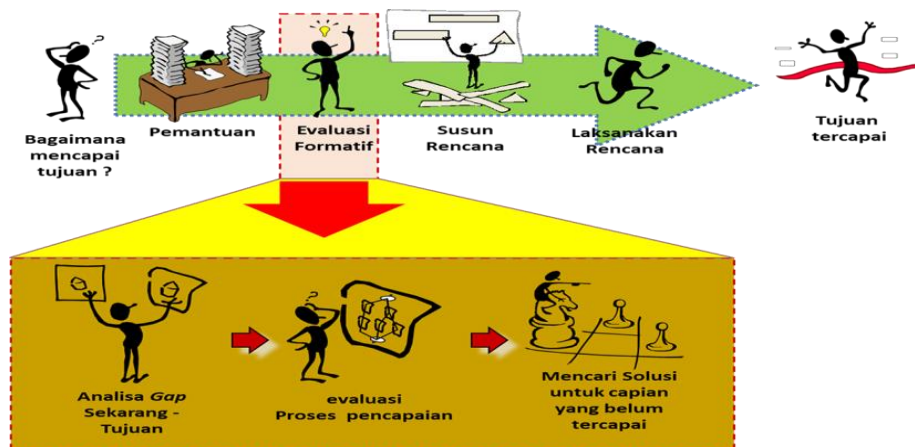 Bagaimana
mencapai
tujuan ?
Pemantuan
Evaluasi
Formatif
Susun
Rencana
Laksanakan
Rencana
Tujuan
tercapai
Analisa Gap
Sekarang -
Tujuan
evaluasi
Proses pencapaian
Mencari Solusi
untuk capian
yang belum
tercapai